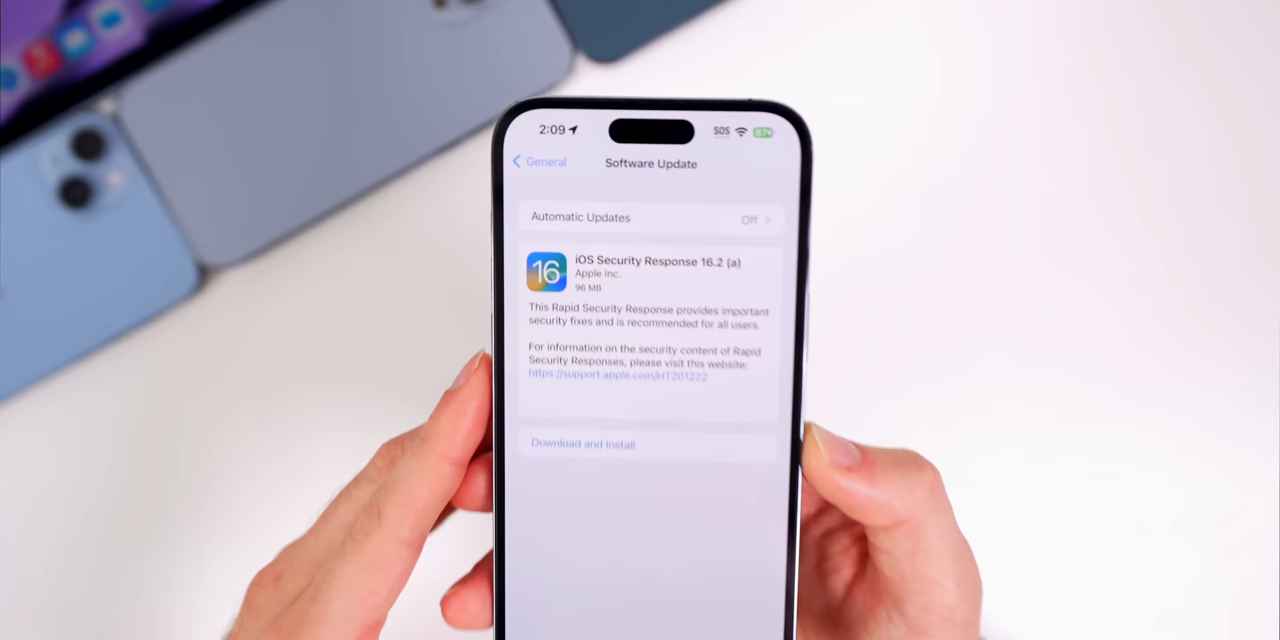 2:09
SOS
General
Software Update
Automatic Updates
Off
16
iOS Security Response 16.2 (a)
Apple Inc.
96 MB
This Rapid Security Response provides important
security fixes and is recommended for all users.
For information on the security content of Rapid
Security Responses, please visit this website:
https://support.apple.com/HT201222
Download and Install